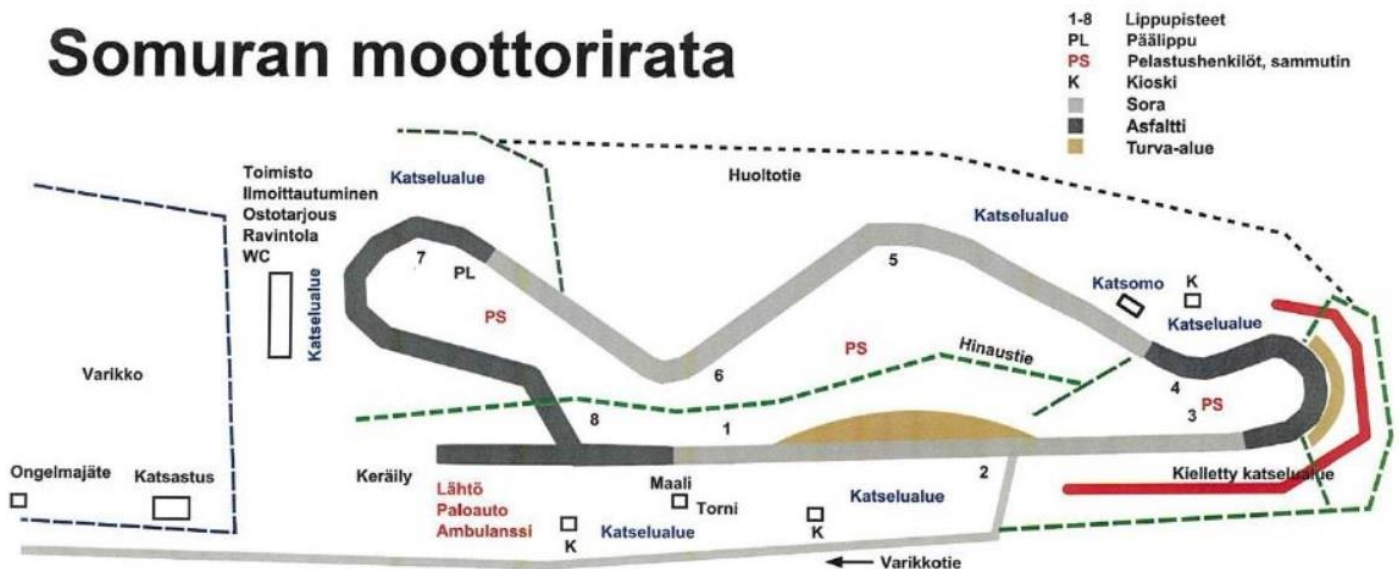 Somuran moottorirata
1-8 Lippupisteet
PL Päälippu
PS Pelastushenkilöt, sammutin
K Kioski
Sora
Asfaltti
Turva-alue
Toimisto
Ilmoittautuminen
Ostotarjous
Ravintola
WC
Katselualue
Katselualue
Huoltotie
Katselualue
7
PL
PS
5
Katsomo
K
Katselualue
Varikko
PS
Hinaustie
6
4
3
PS
8
1
2
Ongelmajäte
Katsastus
Keräily
Lähtö
Paloauto
Ambulanssi
Maali
Torni
K
Katselualue
K
Katselualue
Kielletty katselualue
Varikkotie